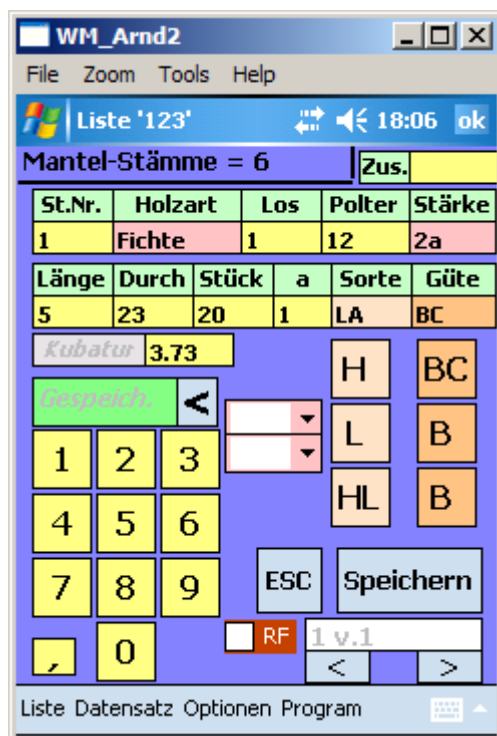 WM_Arnd2
File Zoom Tools Help
Liste '123' 18:06 ok
Mantel-Stämme = 6 Zus.
St.Nr. Holzart Los Polter Stärke
1 Fichte 1 12 2a
Länge Durch Stück a Sorte Güte
5 23 20 1 LA BC
Kubatur 3.73
H BC
Gespeich. <
L B
1 2 3
HL B
4 5 6
7 8 9 ESC Speichern
, 0 RF 1 v.1
< >
Liste Datensatz Optionen Program